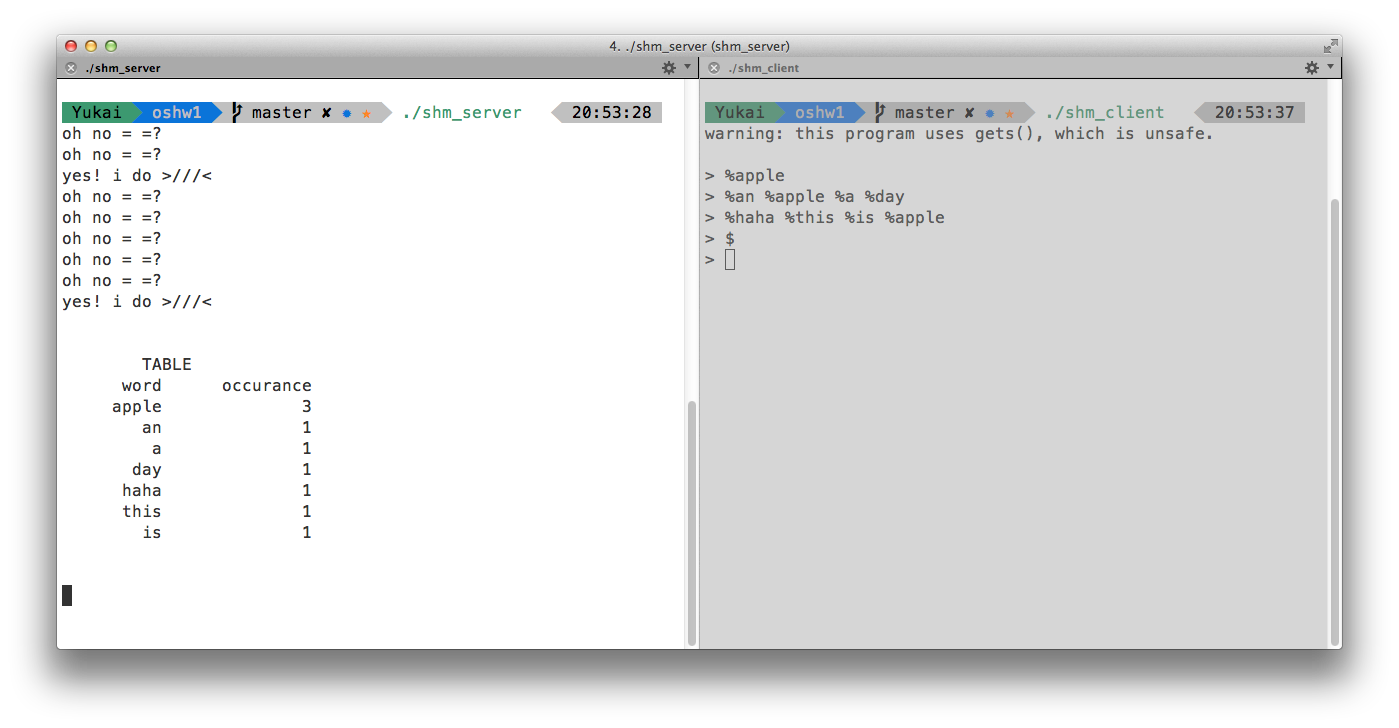 4. ./shm_server (shm_server)
./shm_server
Yukai oshw1 master ✘ ✹ ★ ./shm_server 20:53:28
oh no = =?
oh no = =?
yes! i do >///<
oh no = =?
oh no = =?
oh no = =?
oh no = =?
oh no = =?
yes! i do >///<
TABLE
word occurance
apple 3
an 1
a 1
day 1
haha 1
this 1
is 1
./shm_client
Yukai oshw1 master ✘ ✹ ★ ./shm_client 20:53:37
warning: this program uses gets(), which is unsafe.
> %apple
> %an %apple %a %day
> %haha %this %is %apple
> $
>